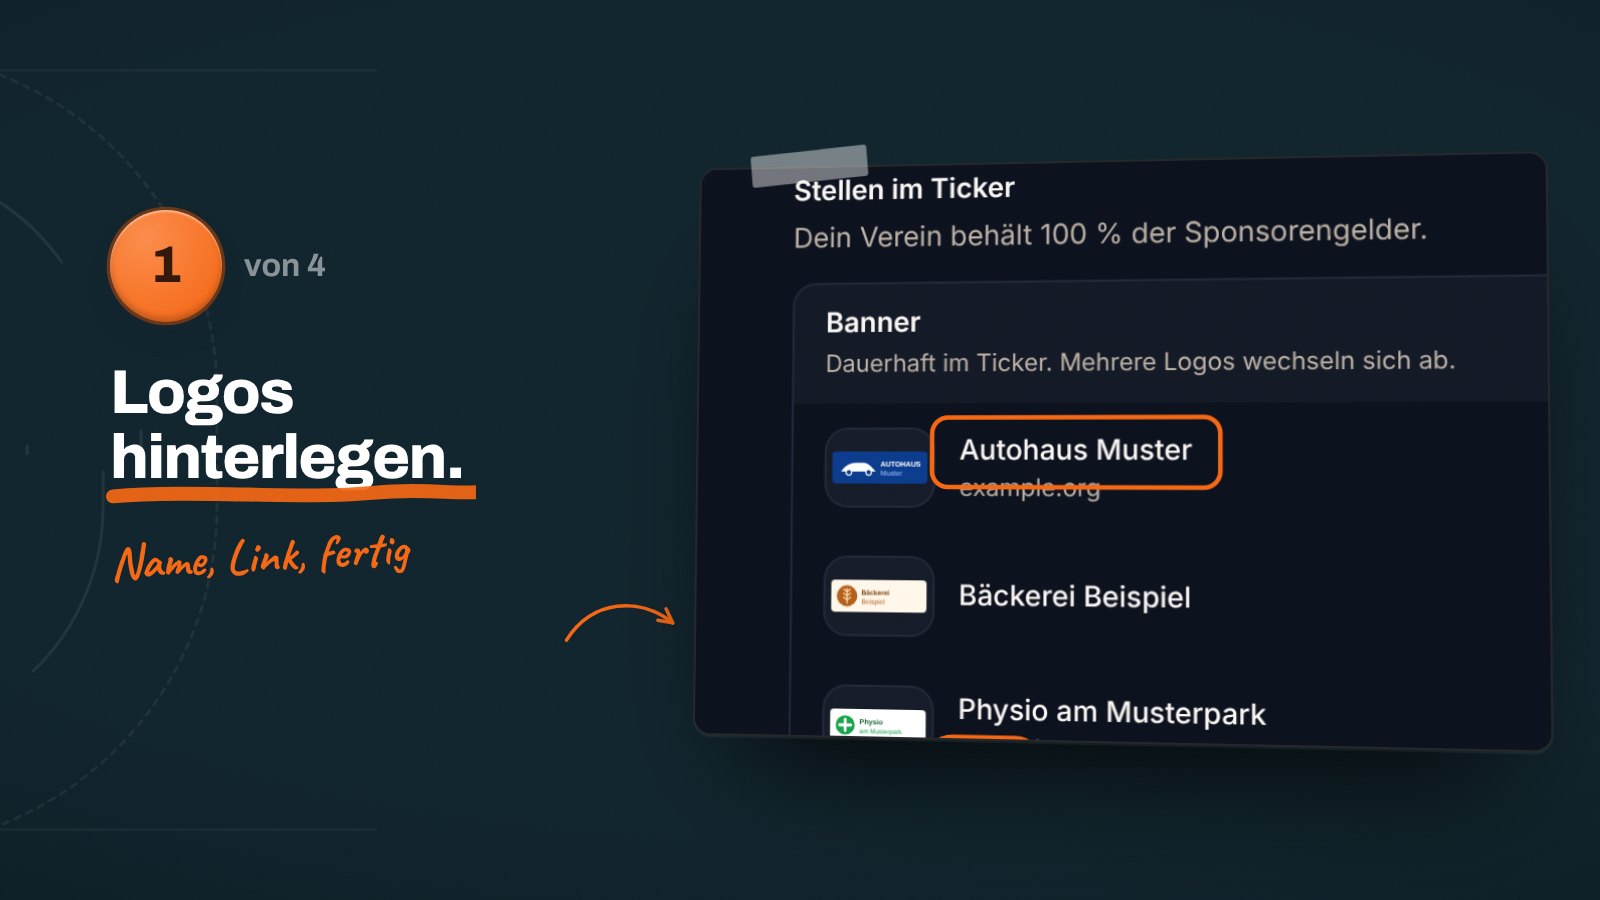 1
von 4
Logos
hinterlegen.
Name, Link, fertig
Stellen im Ticker
Dein Verein behält 100 % der Sponsorengelder.
Banner
Dauerhaft im Ticker. Mehrere Logos wechseln sich ab.
AUTOHAUS
Muster
Autohaus Muster
example.org
Bäckerei
Beispiel
Bäckerei Beispiel
Physio
am Musterpark
Physio am Musterpark